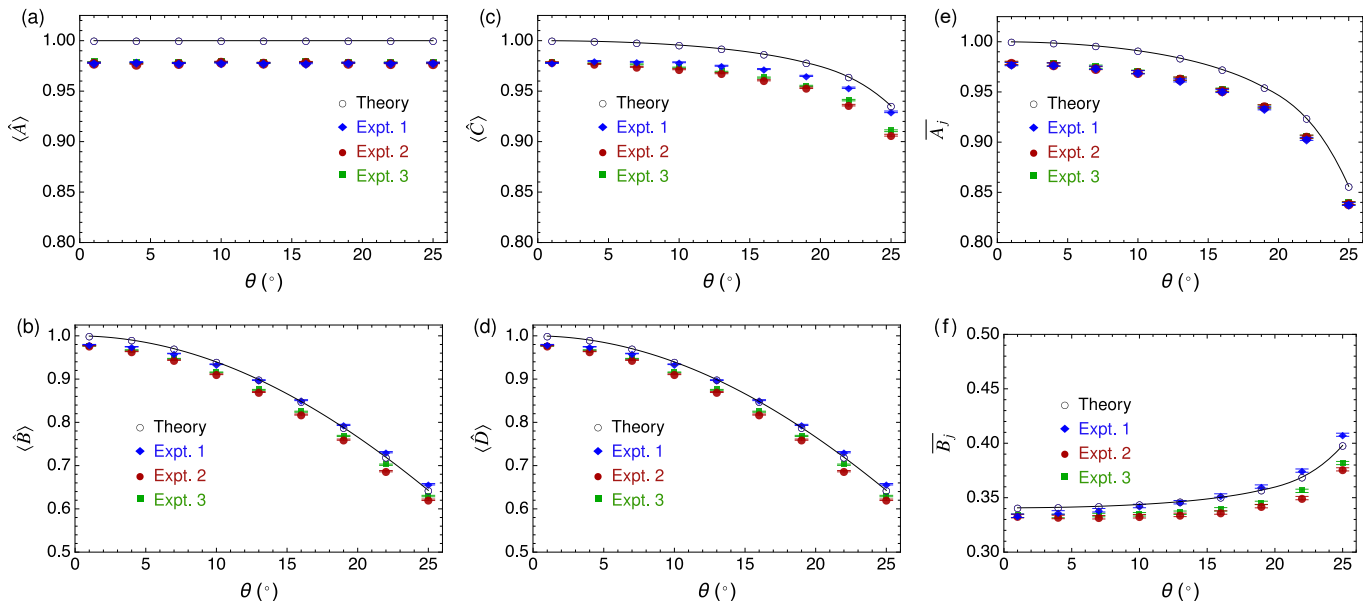 (a)
0 5 10 15 20 25
1.00
0.95
0.90
0.85
0.80
⟨Â⟩
Theory
Expt. 1
Expt. 2
Expt. 3
θ (°)
(c)
0 5 10 15 20 25
1.00
0.95
0.90
0.85
0.80
⟨Ĉ⟩
Theory
Expt. 1
Expt. 2
Expt. 3
θ (°)
(e)
0 5 10 15 20 25
1.00
0.95
0.90
0.85
0.80
A̅ⱼ
Theory
Expt. 1
Expt. 2
Expt. 3
θ (°)
(b)
0 5 10 15 20 25
1.0
0.9
0.8
0.7
0.6
0.5
⟨B̂⟩
Theory
Expt. 1
Expt. 2
Expt. 3
θ (°)
(d)
0 5 10 15 20 25
1.0
0.9
0.8
0.7
0.6
0.5
⟨D̂⟩
Theory
Expt. 1
Expt. 2
Expt. 3
θ (°)
(f)
0 5 10 15 20 25
0.50
0.45
0.40
0.35
0.30
B̅ⱼ
Theory
Expt. 1
Expt. 2
Expt. 3
θ (°)